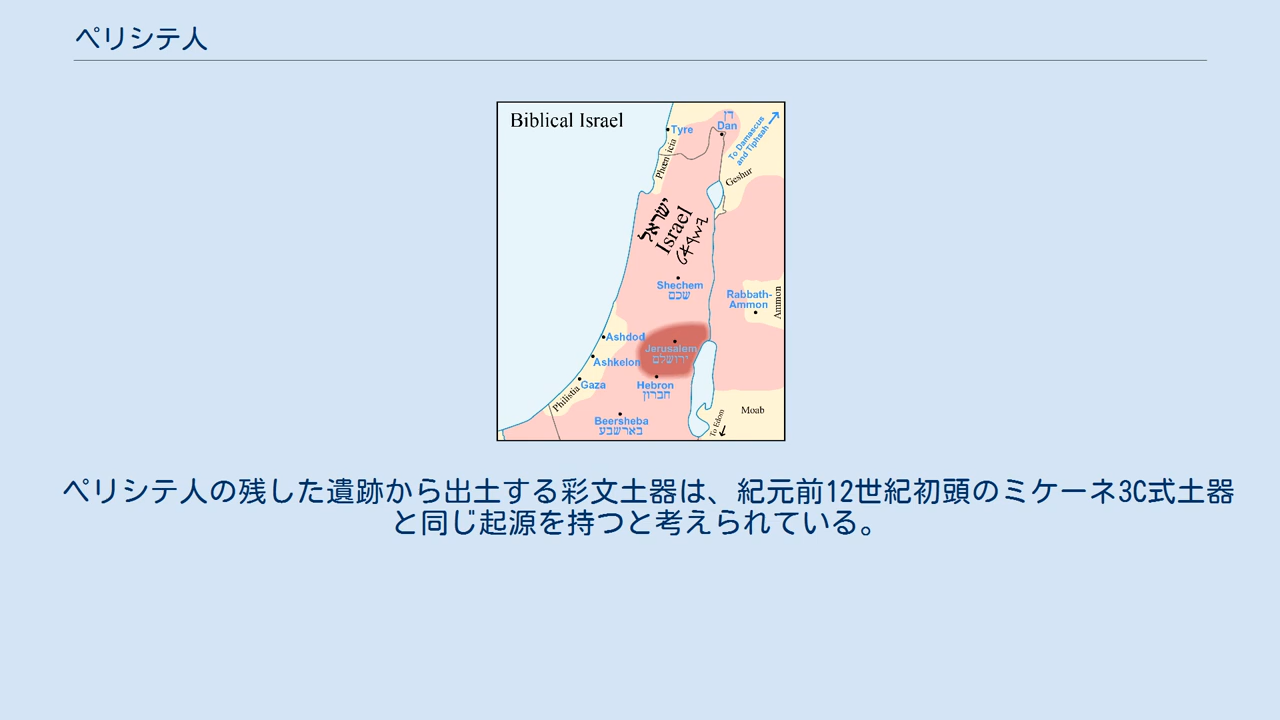 ペリシテ人
Biblical Israel
Tyre
דן
Dan
To Damascus
and Tiphsah
Phœnicia
Geshur
ישראל
Israel
Shechem
שכם
Rabbath-
Ammon
Ammon
Ashdod
Jerusalem
ירושלם
Ashkelon
Gaza
Hebron
חברון
Philistia
Moab
Beersheba
בארשבע
To Edom
ペリシテ人の残した遺跡から出土する彩文土器は、紀元前12世紀初頭のミケーネ3C式土器
と同じ起源を持つと考えられている。